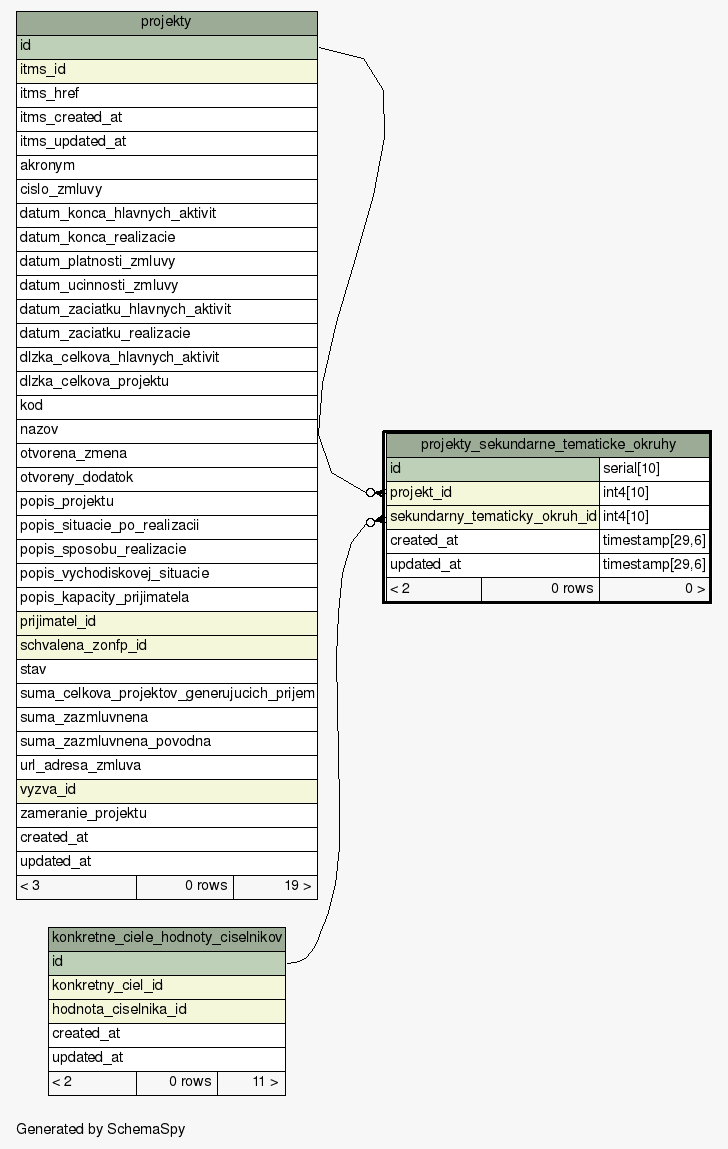 projekty
id
itms_id
itms_href
itms_created_at
itms_updated_at
akronym
cislo_zmluvy
datum_konca_hlavnych_aktivit
datum_konca_realizacie
datum_platnosti_zmluvy
datum_ucinnosti_zmluvy
datum_zaciatku_hlavnych_aktivit
datum_zaciatku_realizacie
dlzka_celkova_hlavnych_aktivit
dlzka_celkova_projektu
kod
nazov
otvorena_zmena
otvoreny_dodatok
popis_projektu
popis_situacie_po_realizacii
popis_sposobu_realizacie
popis_vychodiskovej_situacie
popis_kapacity_prijimatela
prijimatel_id
schvalena_zonfp_id
stav
suma_celkova_projektov_generujucich_prijem
suma_zazmluvnena
suma_zazmluvnena_povodna
url_adresa_zmluva
vyzva_id
zameranie_projektu
created_at
updated_at
< 3 0 rows 19 >
projekty_sekundarne_tematicke_okruhy
id serial[10]
projekt_id int4[10]
sekundarny_tematicky_okruh_id int4[10]
created_at timestamp[29,6]
updated_at timestamp[29,6]
< 2 0 rows 0 >
konkretne_ciele_hodnoty_ciselnikov
id
konkretny_ciel_id
hodnota_ciselnika_id
created_at
updated_at
< 2 0 rows 11 >
Generated by SchemaSpy